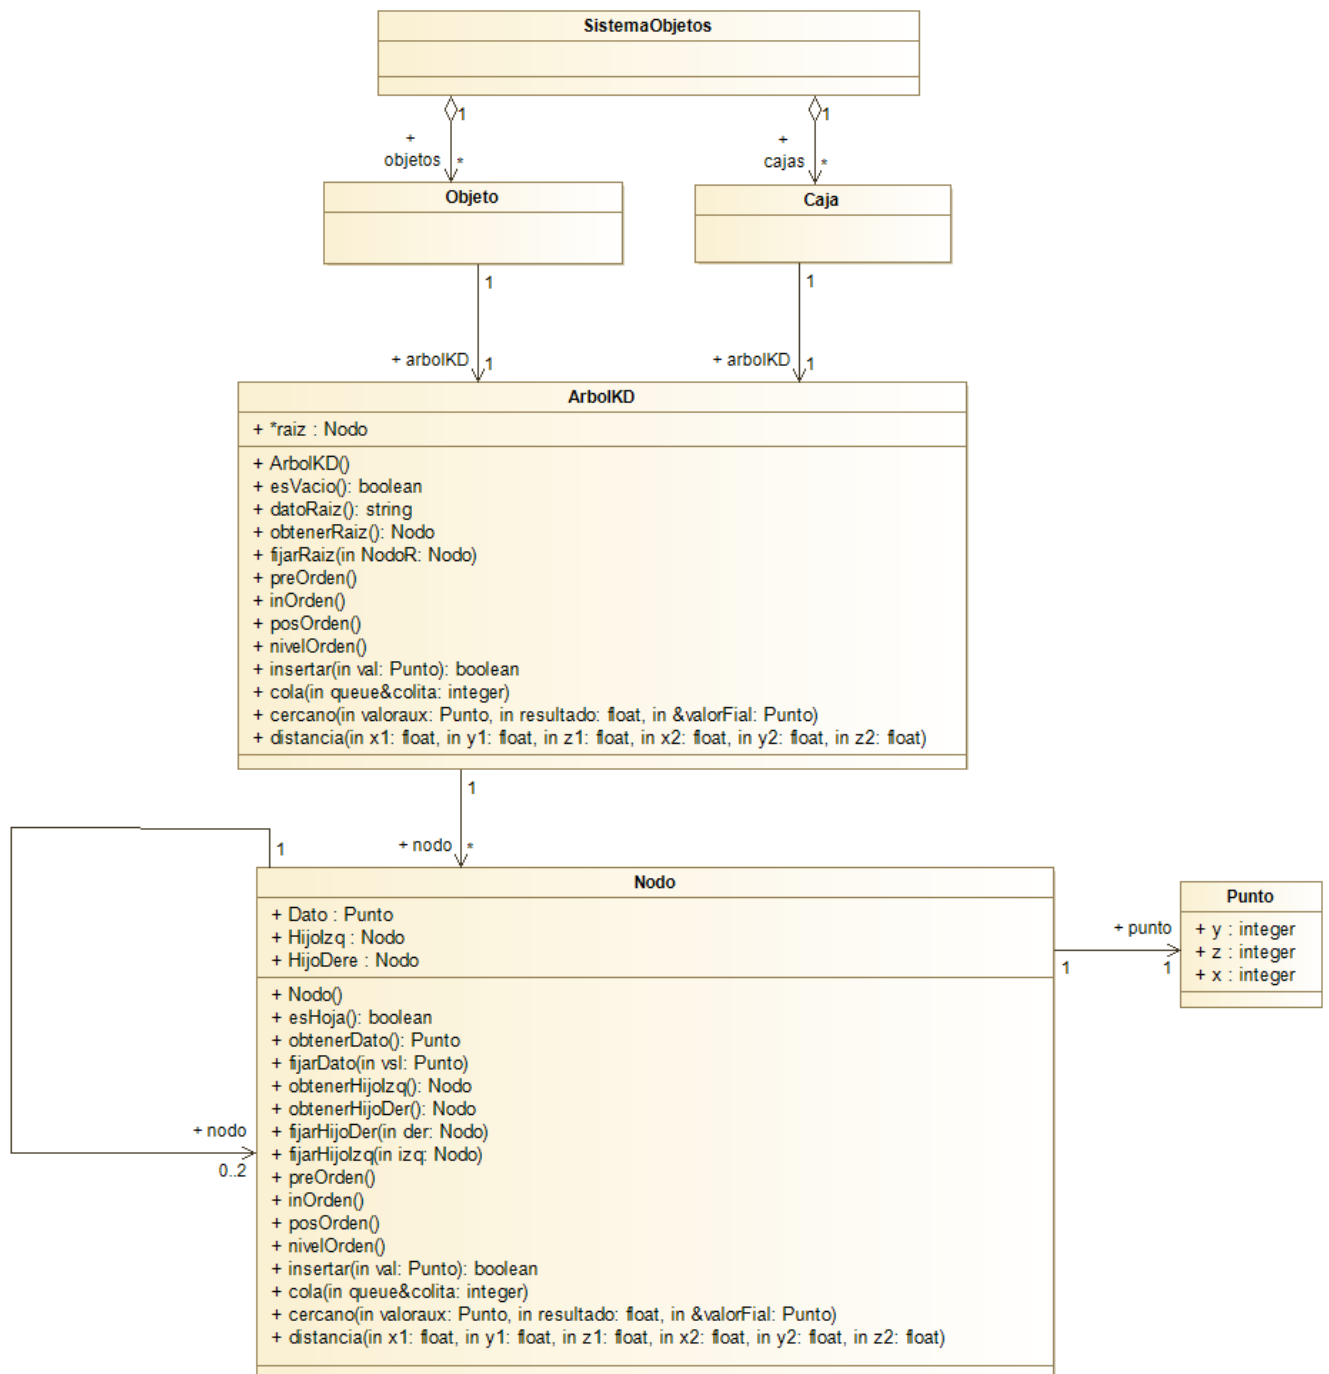 SistemaObjetos
1
1
+
objetos
*
+
cajas
*
Objeto
Caja
1
1
+ arbolKD
1
+ arbolKD
1
ArbolKD
+ *raiz : Nodo
+ ArbolKD()
+ esVacio(): boolean
+ datoRaiz(): string
+ obtenerRaiz(): Nodo
+ fijarRaiz(in NodoR: Nodo)
+ preOrden()
+ inOrden()
+ posOrden()
+ nivelOrden()
+ insertar(in val: Punto): boolean
+ cola(in queue&colita: integer)
+ cercano(in valoraux: Punto, in resultado: float, in &valorFial: Punto)
+ distancia(in x1: float, in y1: float, in z1: float, in x2: float, in y2: float, in z2: float)
1
+ nodo
*
1
Nodo
+ Dato : Punto
+ HijoIzq : Nodo
+ HijoDere : Nodo
+ Nodo()
+ esHoja(): boolean
+ obtenerDato(): Punto
+ fijarDato(in vsl: Punto)
+ obtenerHijoIzq(): Nodo
+ obtenerHijoDer(): Nodo
+ fijarHijoDer(in der: Nodo)
+ fijarHijoIzq(in izq: Nodo)
+ preOrden()
+ inOrden()
+ posOrden()
+ nivelOrden()
+ insertar(in val: Punto): boolean
+ cola(in queue&colita: integer)
+ cercano(in valoraux: Punto, in resultado: float, in &valorFial: Punto)
+ distancia(in x1: float, in y1: float, in z1: float, in x2: float, in y2: float, in z2: float)
+ nodo
0..2
+ punto
1
1
Punto
+ y : integer
+ z : integer
+ x : integer